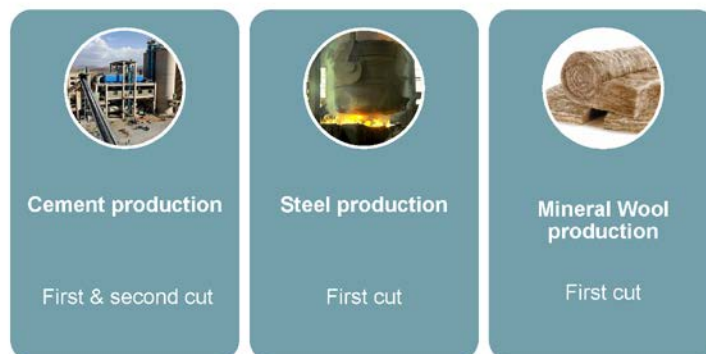 Cement production
First & second cut
Steel production
First cut
Mineral Wool
production
First cut